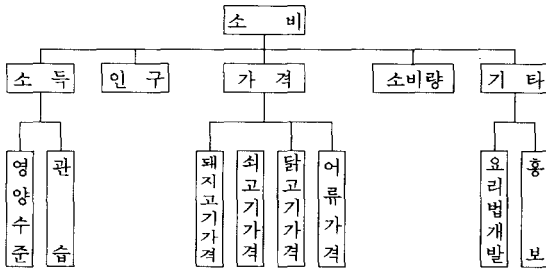 소 비
소 득
인 구
가 격
소비량
기 타
영양수준
관 습
돼지고기가격
쇠고기가격
닭고기가격
어류가격
요리법개발
홍 보